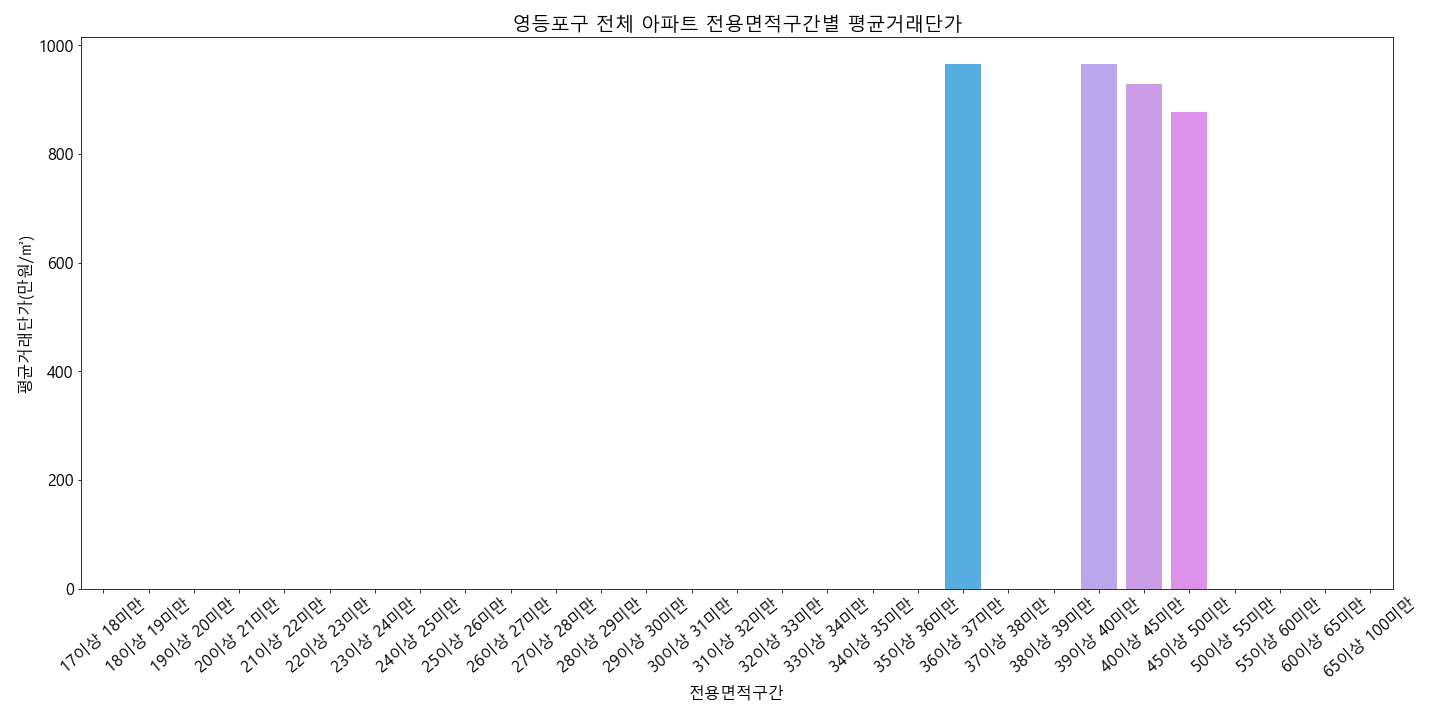 영등포구 전체 아파트 전용면적구간별 평균거래단가
1000
800
600
400
200
0
평균거래단가(만원/㎡)
17이상 18미만
18이상 19미만
19이상 20미만
20이상 21미만
21이상 22미만
22이상 23미만
23이상 24미만
24이상 25미만
25이상 26미만
26이상 27미만
27이상 28미만
28이상 29미만
29이상 30미만
30이상 31미만
31이상 32미만
32이상 33미만
33이상 34미만
34이상 35미만
35이상 36미만
36이상 37미만
37이상 38미만
38이상 39미만
39이상 40미만
40이상 45미만
45이상 50미만
50이상 55미만
55이상 60미만
60이상 65미만
65이상 100미만
전용면적구간